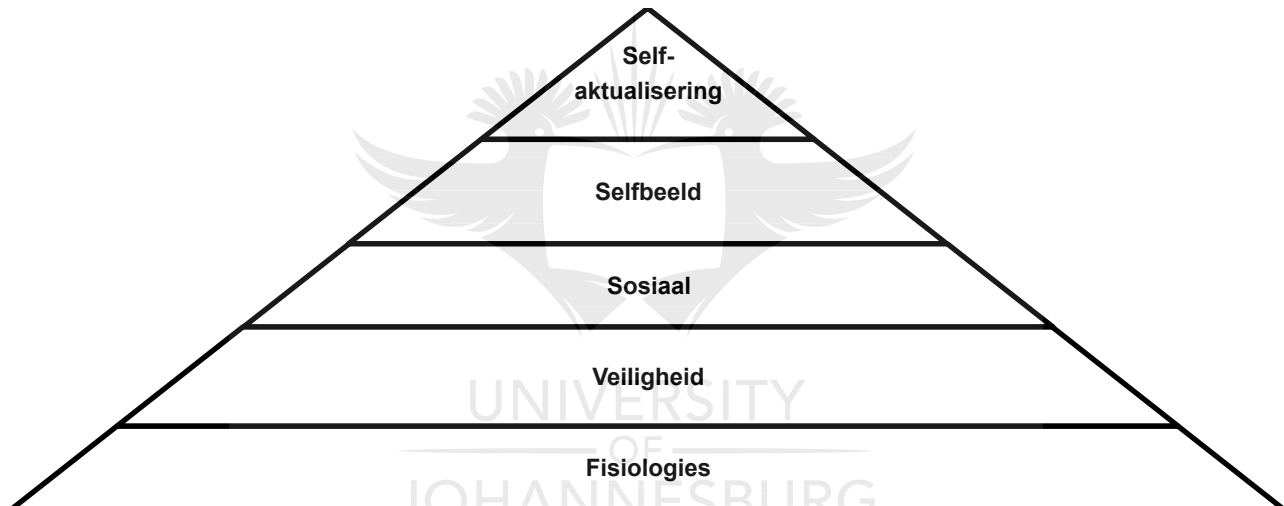 Self-
aktualisering
Selfbeeld
Sosiaal
Veiligheid
UNIVERSITY
OF
Fisiologies
JOHANNESBURG